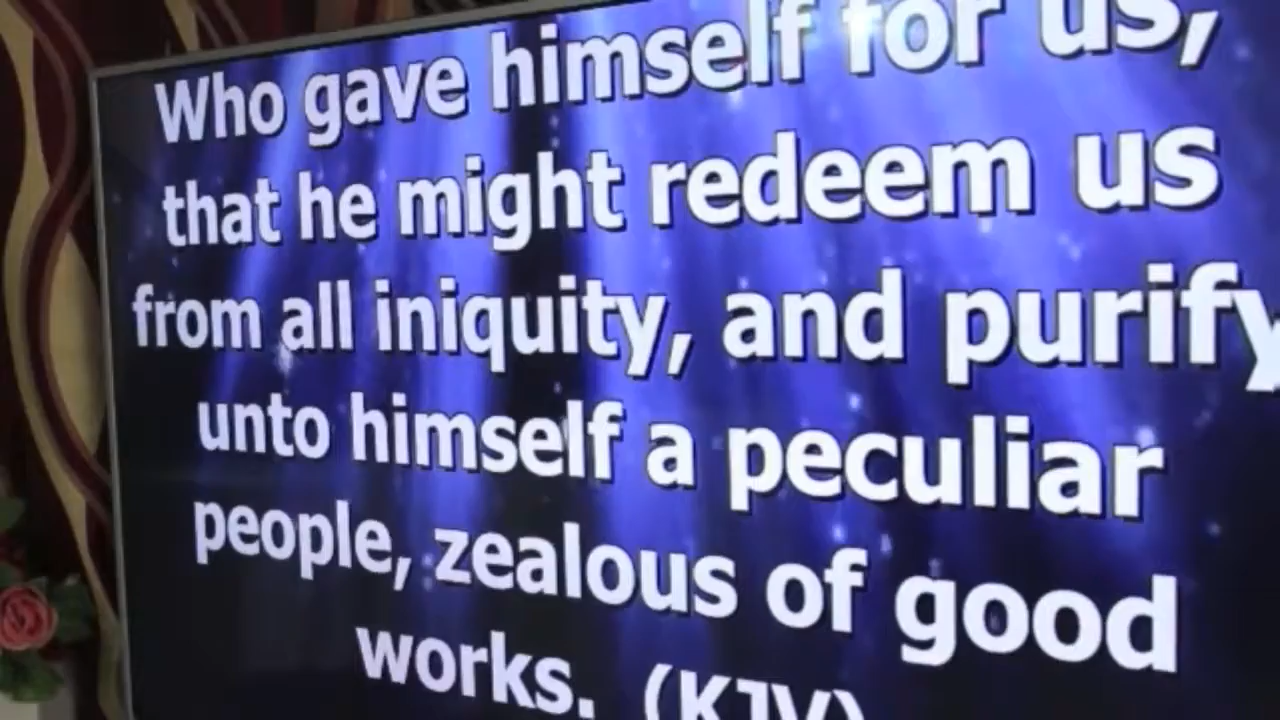 Who gave himself for us,
that he might redeem us
from all iniquity, and purify
unto himself a peculiar
people, zealous of good
works. (KJV)